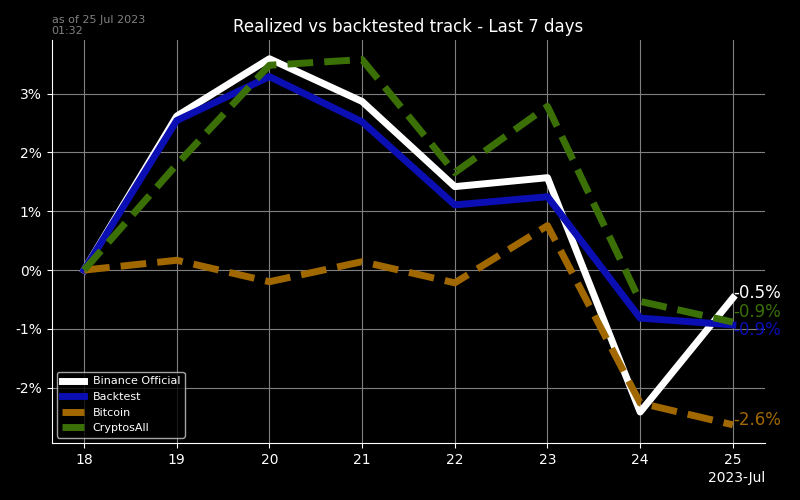 as of 25 Jul 2023
01:32
Realized vs backtested track - Last 7 days
3%
2%
1%
0%
-1%
-2%
-0.5%
-0.9%
-0.9%
-2.6%
Binance Official
Backtest
Bitcoin
CryptosAll
18 19 20 21 22 23 24 25
2023-Jul